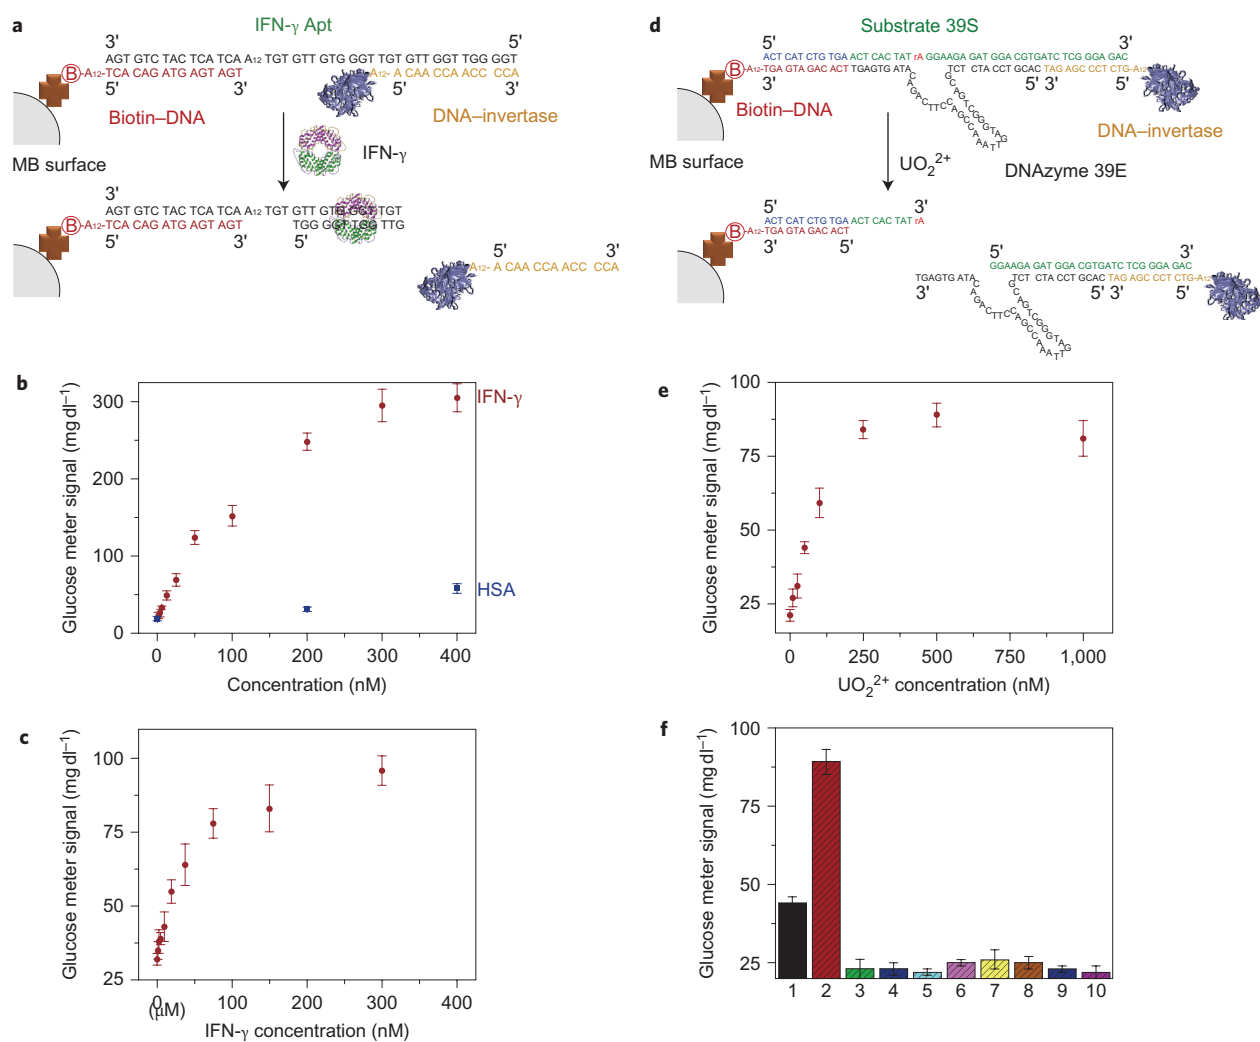 a
IFN-γ Apt
3'
5'
AGT GTC TAC TCA TCA A12 TGT GTT GTG GGT TGT GTT GGT TGG GGT
B-A12-TCA CAG ATG AGT AGT
A12- A CAA CCA ACC CCA
5'
3'
5'
3'
Biotin–DNA
DNA–invertase
MB surface
IFN-γ
3'
AGT GTC TAC TCA TCA A12 TGT GTT GTG GGT TGT
B-A12-TCA CAG ATG AGT AGT
TGG GGT TGG TTG
5'
3'
5'
5'
3'
A12- A CAA CCA ACC CCA
d
Substrate 39S
5'
3'
ACT CAT CTG TGA ACT CAC TAT rA GGAAGA GAT GGA CGTGATC TCG GGA GAC
B-A12-TGA GTA GAC ACT TGAGTG ATA
TCT CTA CCT GCAC TAG AGC CCT CTG-A12
3'
5' 3'
5'
Biotin–DNA
DNA–invertase
MB surface
UO₂²⁺
DNAzyme 39E
5'
3'
ACT CAT CTG TGA ACT CAC TAT rA
B-A12-TGA GTA GAC ACT
3'
5'
5'
3'
GGAAGA GAT GGA CGTGATC TCG GGA GAC
TGAGTG ATA
TCT CTA CCT GCAC TAG AGC CCT CTG-A12
3'
5' 3'
5'
b
Glucose meter signal (mg dl⁻¹)
300
200
100
0
IFN-γ
HSA
0 100 200 300 400
Concentration (nM)
c
Glucose meter signal (mg dl⁻¹)
100
75
50
25
0 100 200 300 400
(μM)
IFN-γ concentration (nM)
e
Glucose meter signal (mg dl⁻¹)
100
75
50
25
0 250 500 750 1,000
UO₂²⁺ concentration (nM)
f
Glucose meter signal (mg dl⁻¹)
100
75
50
25
1 2 3 4 5 6 7 8 9 10